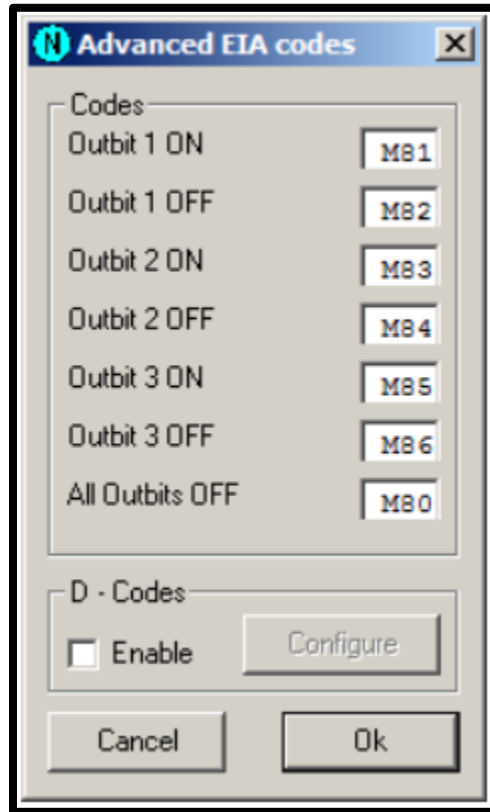 N Advanced EIA codes
Codes
Outbit 1 ON M81
Outbit 1 OFF M82
Outbit 2 ON M83
Outbit 2 OFF M84
Outbit 3 ON M85
Outbit 3 OFF M86
All Outbits OFF M80
D - Codes
Enable Configure
Cancel Ok